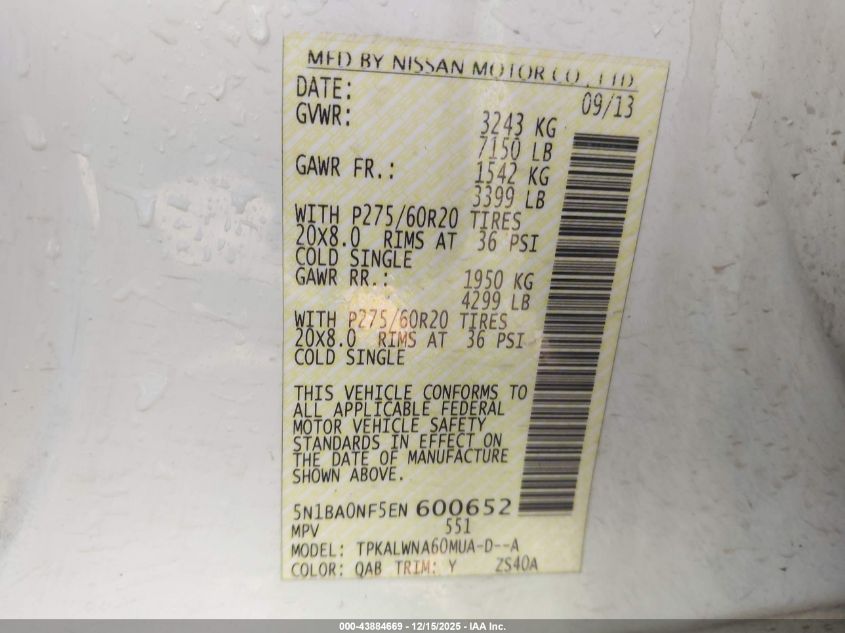 MFD BY NISSAN MOTOR CO., LTD
DATE: 09/13
GVWR: 3243 KG
7150 LB
GAWR FR.: 1542 KG
3399 LB
WITH P275/60R20 TIRES
20X8.0 RIMS AT 36 PSI
COLD SINGLE
GAWR RR.: 1950 KG
4299 LB
WITH P275/60R20 TIRES
20X8.0 RIMS AT 36 PSI
COLD SINGLE
THIS VEHICLE CONFORMS TO
ALL APPLICABLE FEDERAL
MOTOR VEHICLE SAFETY
STANDARDS IN EFFECT ON
THE DATE OF MANUFACTURE
SHOWN ABOVE.
5N1BA0NF5EN 600652
MPV 551
MODEL: TPKALWNA60MUA-D--A
COLOR: QAB TRIM: Y ZS40A
000-43884669 - 12/15/2025 - IAA Inc.